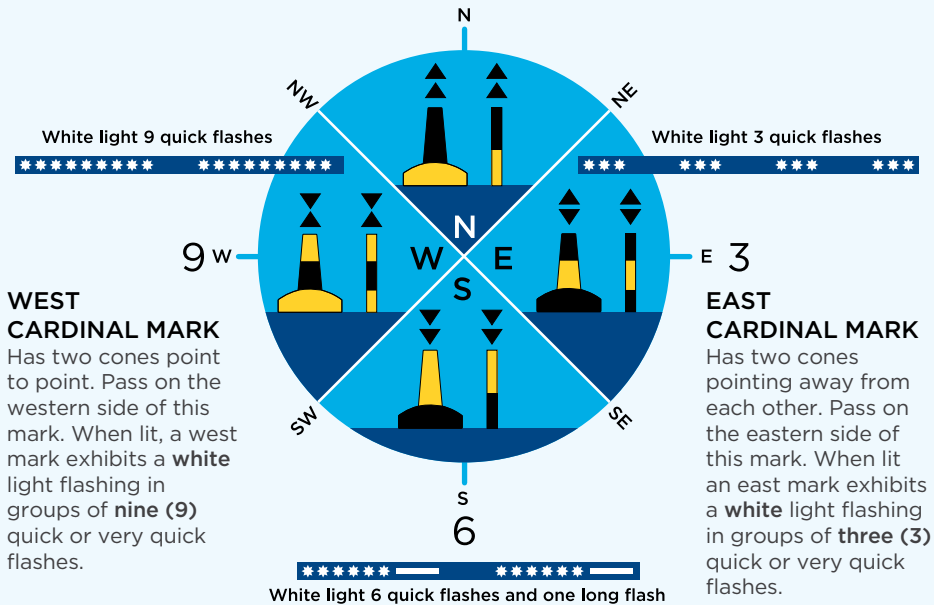 N
NW
NE
White light 9 quick flashes
White light 3 quick flashes
N
9 W
W E
E 3
S
WEST
CARDINAL MARK
Has two cones point
to point. Pass on the
western side of this
mark. When lit, a west
mark exhibits a white
light flashing in
groups of nine (9)
quick or very quick
flashes.
EAST
CARDINAL MARK
Has two cones
pointing away from
each other. Pass on
the eastern side of
this mark. When lit
an east mark exhibits
a white light flashing
in groups of three (3)
quick or very quick
flashes.
SW
SE
S
6
White light 6 quick flashes and one long flash